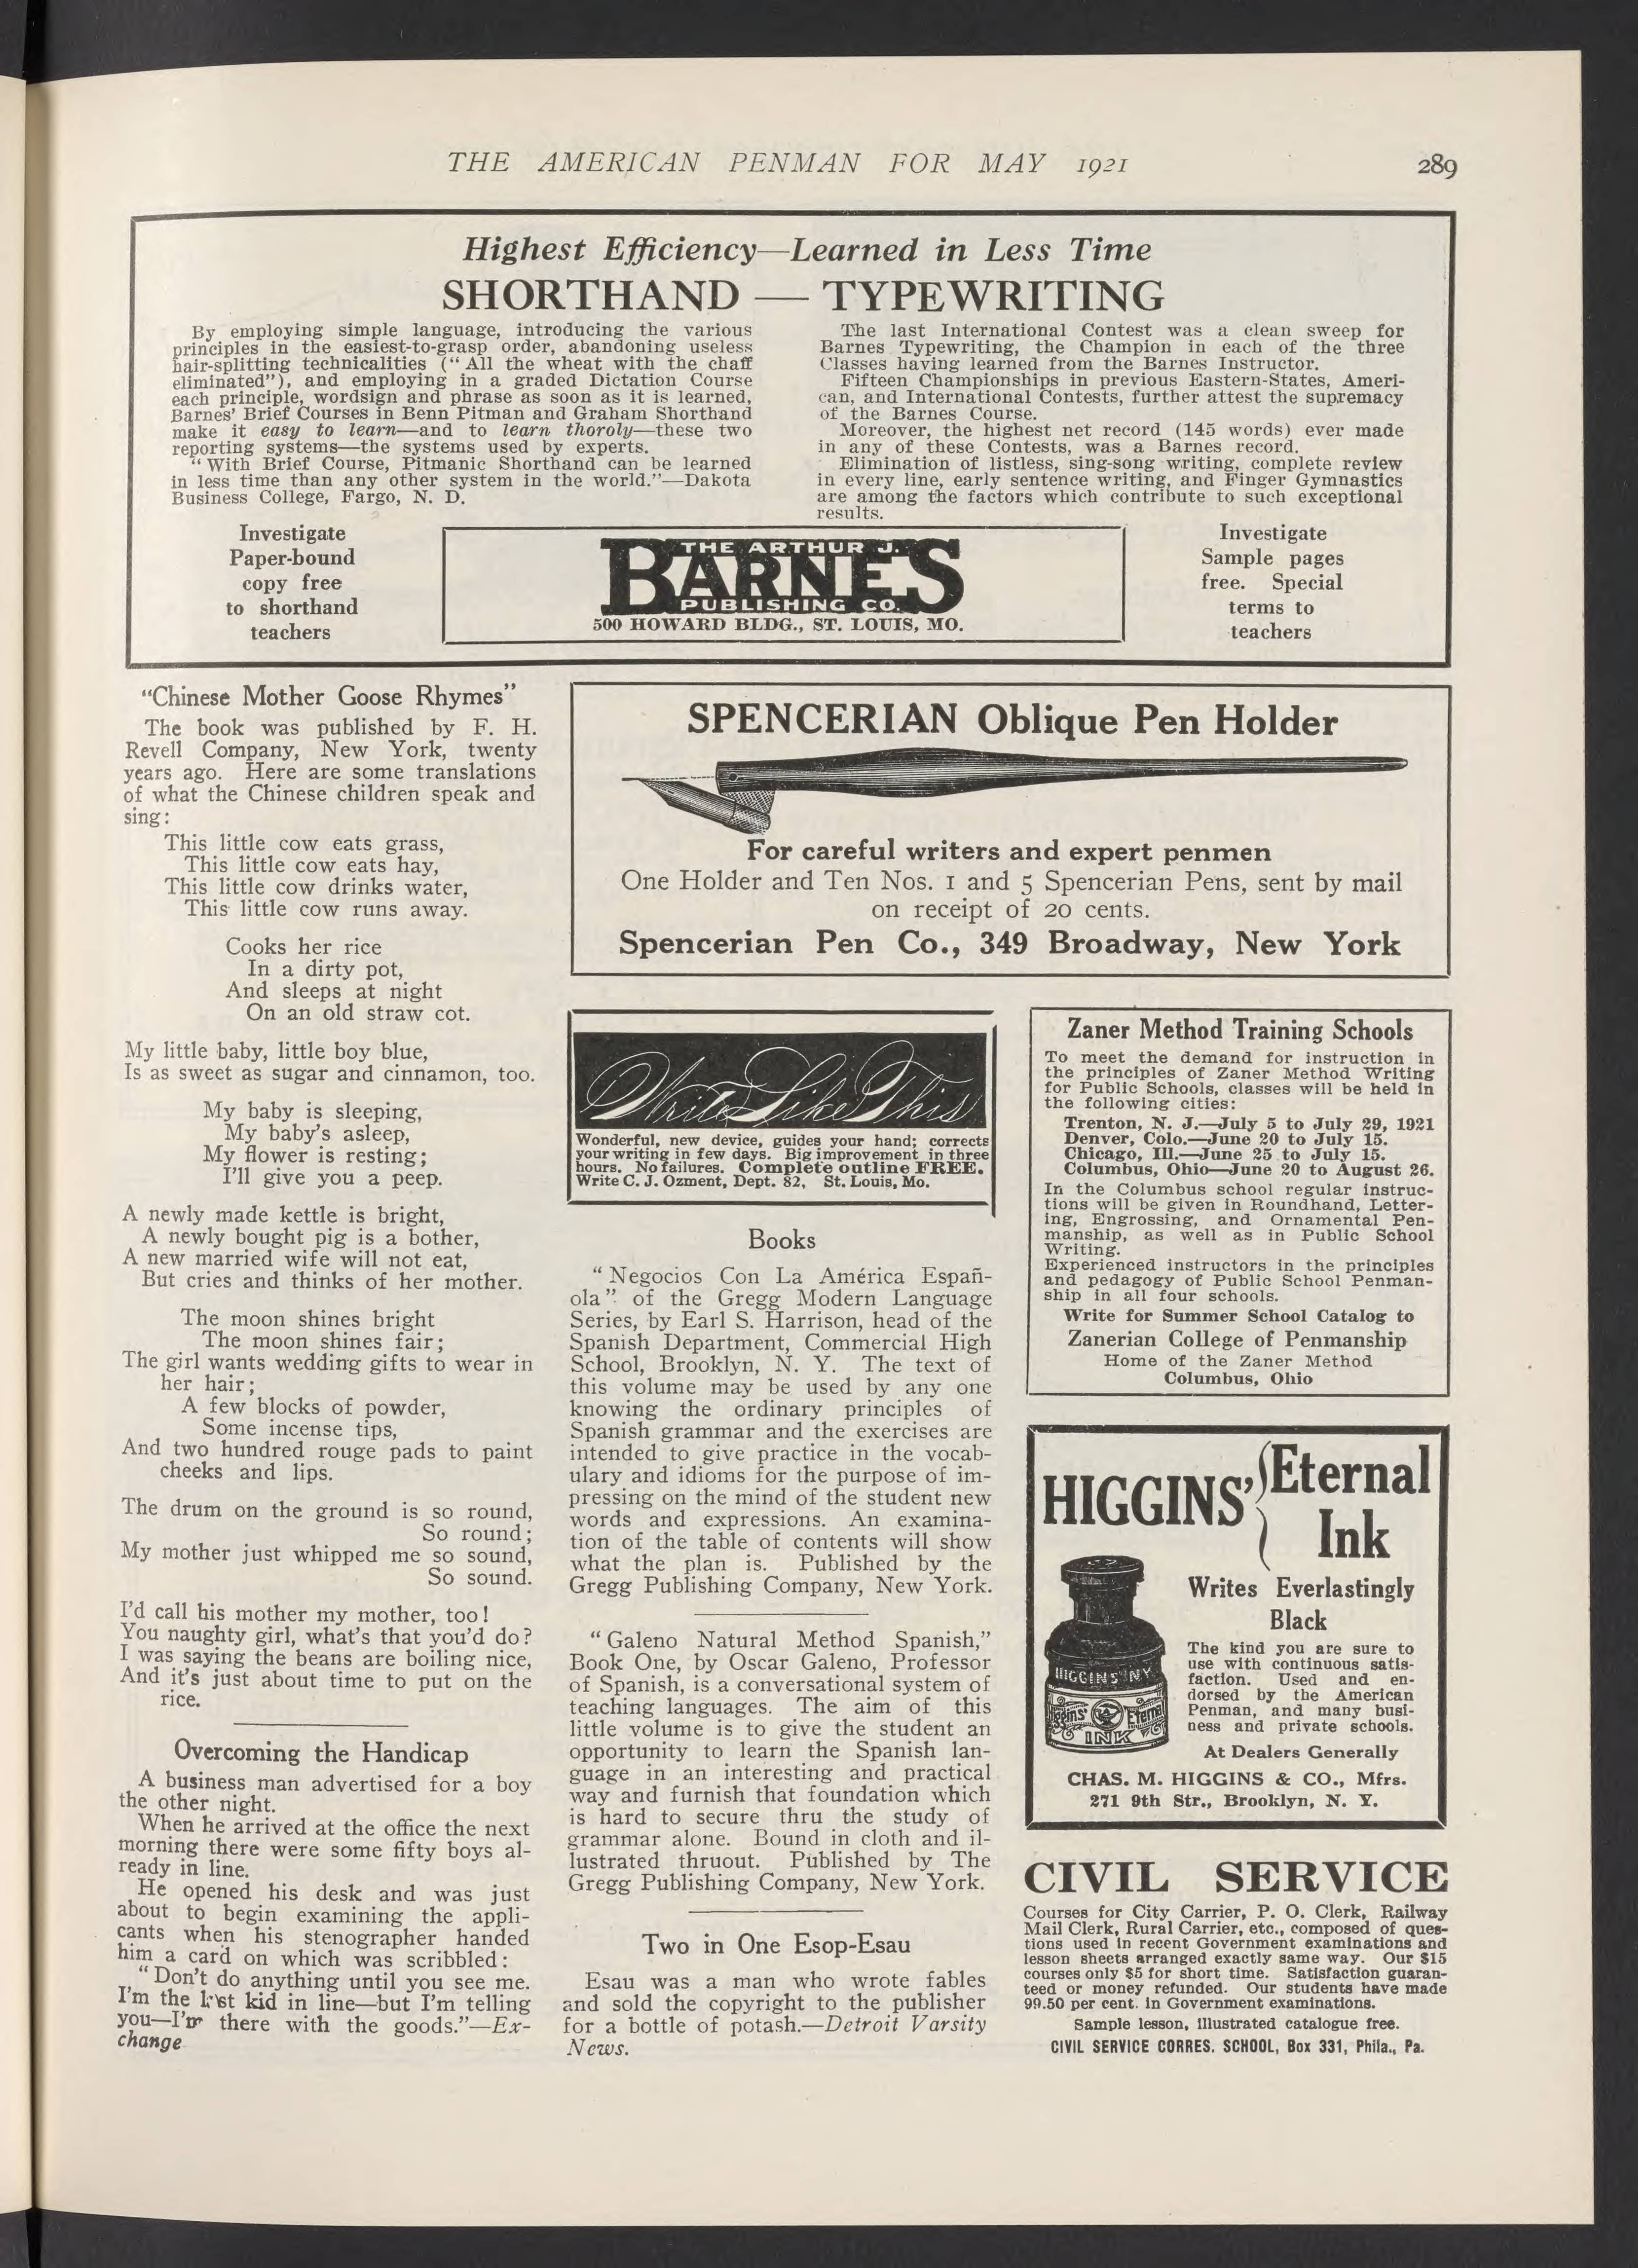 THE AMERICAN PENMAN FOR MAY 1921
289
Highest Efficiency—Learned in Less Time
SHORTHAND — TYPEWRITING
By employing simple language, introducing the various
principles in the easiest-to-grasp order, abandoning useless
hair-splitting technicalities (“ All the wheat with the chaff
eliminated”), and employing in a graded Dictation Course
each principle, wordsign and phrase as soon as it is learned,
Barnes’ Brief Courses in Benn Pitman and Graham Shorthand
make it easy to learn—and to learn thoroly—these two
reporting systems—the systems used by experts.
“ With Brief Course, Pitmanic Shorthand can be learned
in less time than any other system in the world.”—Dakota
Business College, Fargo, N. D.
The last International Contest was a clean sweep for
Barnes Typewriting, the Champion in each of the three
Classes having learned from the Barnes Instructor.
Fifteen Championships in previous Eastern-States, Ameri-
can, and International Contests, further attest the supremacy
of the Barnes Course.
Moreover, the highest net record (145 words) ever made
in any of these Contests, was a Barnes record.
Elimination of listless, sing-song writing, complete review
in every line, early sentence writing, and Finger Gymnastics
are among the factors which contribute to such exceptional
results.
Investigate
Paper-bound
copy free
to shorthand
teachers
THE ARTHUR J.
BARNES
PUBLISHING CO.
500 HOWARD BLDG., ST. LOUIS, MO.
Investigate
Sample pages
free. Special
terms to
teachers
“Chinese Mother Goose Rhymes”
The book was published by F. H.
Revell Company, New York, twenty
years ago. Here are some translations
of what the Chinese children speak and
sing:
This little cow eats grass,
This little cow eats hay,
This little cow drinks water,
This little cow runs away.
Cooks her rice
In a dirty pot,
And sleeps at night
On an old straw cot.
My little baby, little boy blue,
Is as sweet as sugar and cinnamon, too.
My baby is sleeping,
My baby’s asleep,
My flower is resting;
I’ll give you a peep.
A newly made kettle is bright,
A newly bought pig is a bother,
A new married wife will not eat,
But cries and thinks of her mother.
The moon shines bright
The moon shines fair;
The girl wants wedding gifts to wear in
her hair;
A few blocks of powder,
Some incense tips,
And two hundred rouge pads to paint
cheeks and lips.
The drum on the ground is so round,
So round;
My mother just whipped me so sound,
So sound.
I’d call his mother my mother, too!
You naughty girl, what’s that you’d do?
I was saying the beans are boiling nice,
And it’s just about time to put on the
rice.
Overcoming the Handicap
A business man advertised for a boy
the other night.
When he arrived at the office the next
morning there were some fifty boys al-
ready in line.
He opened his desk and was just
about to begin examining the appli-
cants when his stenographer handed
him a card on which was scribbled:
“ Don’t do anything until you see me.
I’m the last kid in line—but I’m telling
you—I’m there with the goods.”—Ex-
change
SPENCERIAN Oblique Pen Holder
For careful writers and expert penmen
One Holder and Ten Nos. 1 and 5 Spencerian Pens, sent by mail
on receipt of 20 cents.
Spencerian Pen Co., 349 Broadway, New York
Write Like This
Wonderful, new device, guides your hand; corrects
your writing in few days. Big improvement in three
hours. No failures. Complete outline FREE.
Write C. J. Ozment, Dept. 82, St. Louis, Mo.
Books
“ Negocios Con La América Españ-
ola” of the Gregg Modern Language
Series, by Earl S. Harrison, head of the
Spanish Department, Commercial High
School, Brooklyn, N. Y. The text of
this volume may be used by any one
knowing the ordinary principles of
Spanish grammar and the exercises are
intended to give practice in the vocab-
ulary and idioms for the purpose of im-
pressing on the mind of the student new
words and expressions. An examina-
tion of the table of contents will show
what the plan is. Published by the
Gregg Publishing Company, New York.
“ Galeno Natural Method Spanish,”
Book One, by Oscar Galeno, Professor
of Spanish, is a conversational system of
teaching languages. The aim of this
little volume is to give the student an
opportunity to learn the Spanish lan-
guage in an interesting and practical
way and furnish that foundation which
is hard to secure thru the study of
grammar alone. Bound in cloth and il-
lustrated thruout. Published by The
Gregg Publishing Company, New York.
Two in One Esop-Esau
Esau was a man who wrote fables
and sold the copyright to the publisher
for a bottle of potash.—Detroit Varsity
News.
Zaner Method Training Schools
To meet the demand for instruction in
the principles of Zaner Method Writing
for Public Schools, classes will be held in
the following cities:
Trenton, N. J.—July 5 to July 29, 1921
Denver, Colo.—June 20 to July 15.
Chicago, Ill.—June 25 to July 15.
Columbus, Ohio—June 20 to August 26.
In the Columbus school regular instruc-
tions will be given in Roundhand, Letter-
ing, Engrossing, and Ornamental Pen-
manship, as well as in Public School
Writing.
Experienced instructors in the principles
and pedagogy of Public School Penman-
ship in all four schools.
Write for Summer School Catalog to
Zanerian College of Penmanship
Home of the Zaner Method
Columbus, Ohio
HIGGINS’ Eternal
Ink
Writes Everlastingly
Black
HIGGINS' NY
Higgins' Eternal
INK
The kind you are sure to
use with continuous satis-
faction. Used and en-
dorsed by the American
Penman, and many busi-
ness and private schools.
At Dealers Generally
CHAS. M. HIGGINS & CO., Mfrs.
271 9th Str., Brooklyn, N. Y.
CIVIL SERVICE
Courses for City Carrier, P. O. Clerk, Railway
Mail Clerk, Rural Carrier, etc., composed of ques-
tions used in recent Government examinations and
lesson sheets arranged exactly same way. Our $15
courses only $5 for short time. Satisfaction guaran-
teed or money refunded. Our students have made
99.50 per cent. in Government examinations.
Sample lesson, illustrated catalogue free.
CIVIL SERVICE CORRES. SCHOOL, Box 331, Phila., Pa.